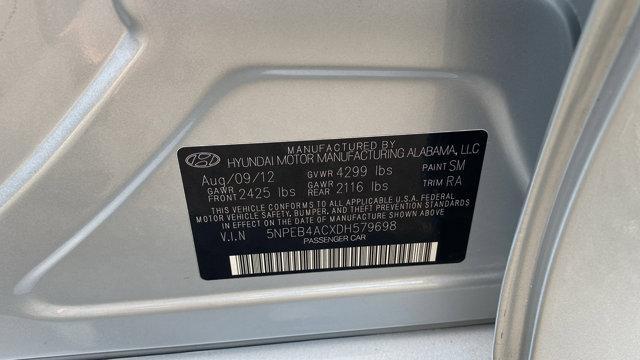 MANUFACTURED BY
HYUNDAI MOTOR MANUFACTURING ALABAMA, LLC
Aug/09/12 GVWR 4299 lbs PAINT SM
GAWR FRONT 2425 lbs GAWR REAR 2116 lbs TRIM RA
THIS VEHICLE CONFORMS TO ALL APPLICABLE U.S.A. FEDERAL
MOTOR VEHICLE SAFETY, BUMPER, AND THEFT PREVENTION STANDARDS
IN EFFECT ON THE DATE OF MANUFACTURE SHOWN ABOVE.
V.I.N 5NPEB4ACXDH579698
PASSENGER CAR